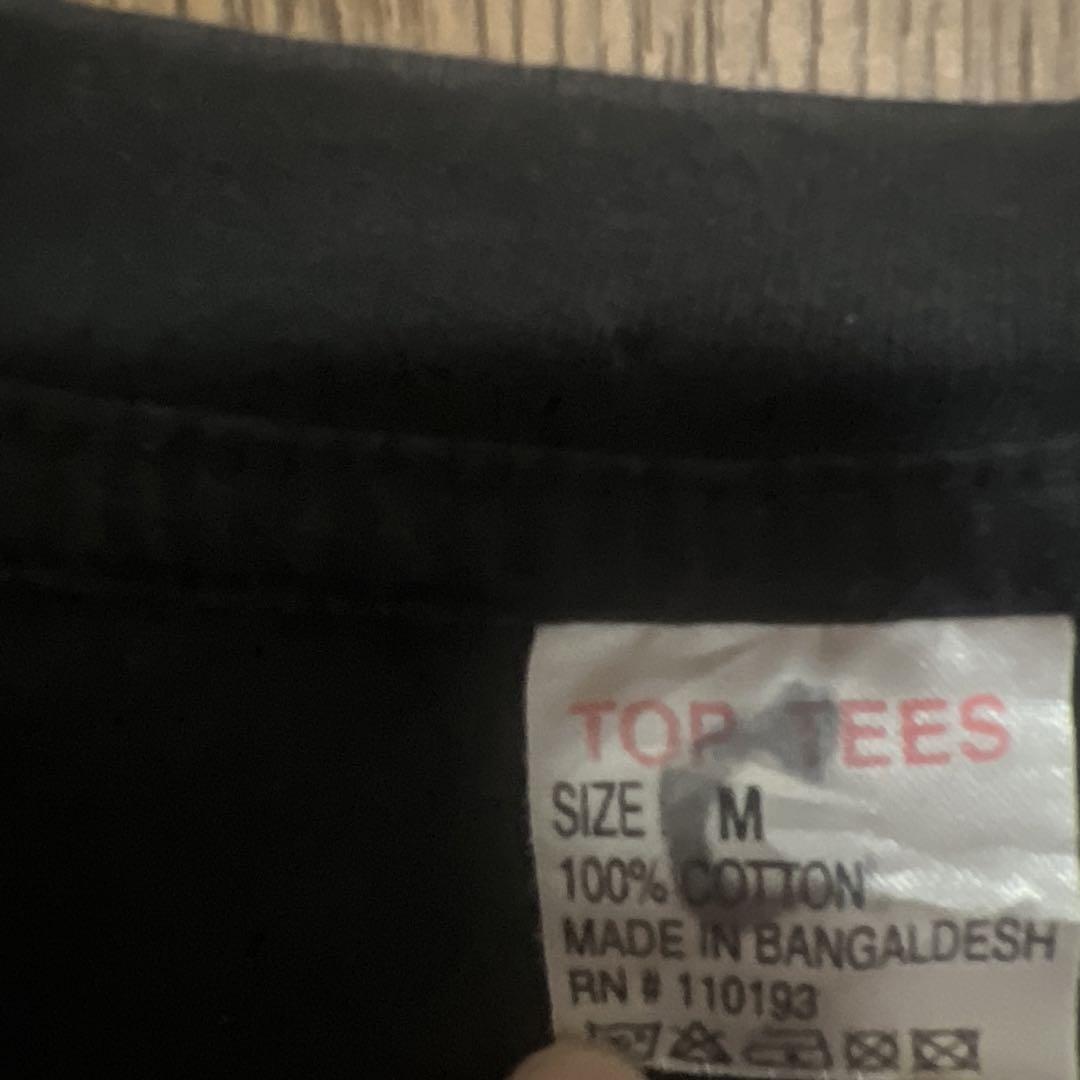 TOP TEES
SIZE M
100% COTTON
MADE IN BANGALDESH
RN # 110193